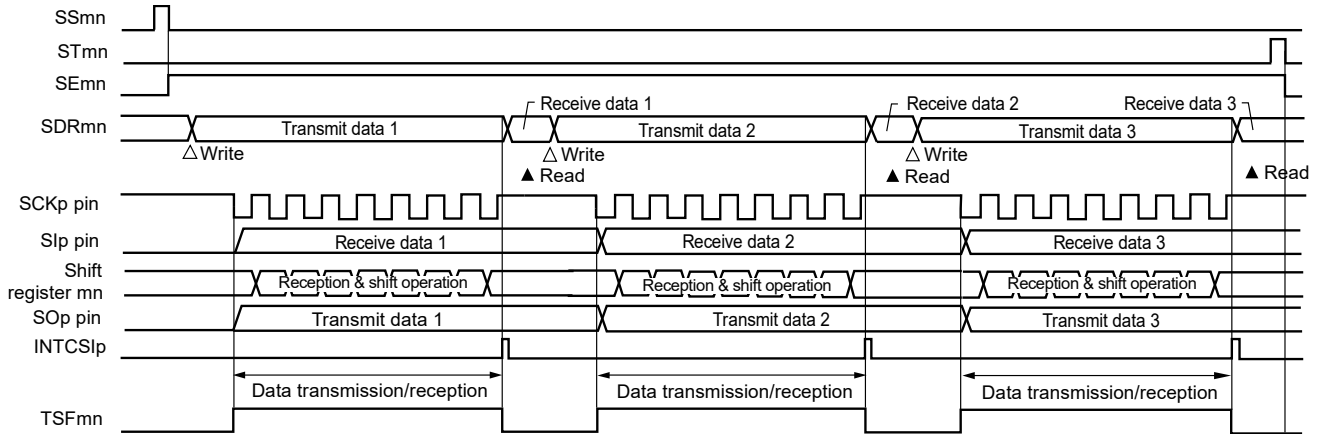 SSmn
STmn
SEmn
Receive data 1 Receive data 2 Receive data 3
SDRmn Transmit data 1 Transmit data 2 Transmit data 3
△Write △ Write △ Write
▲ Read ▲ Read ▲ Read
SCKp pin
SIp pin Receive data 1 Receive data 2 Receive data 3
Shift
register mn Reception & shift operation Reception & shift operation Reception & shift operation
SOp pin Transmit data 1 Transmit data 2 Transmit data 3
INTCSIp
Data transmission/reception Data transmission/reception Data transmission/reception
TSFmn